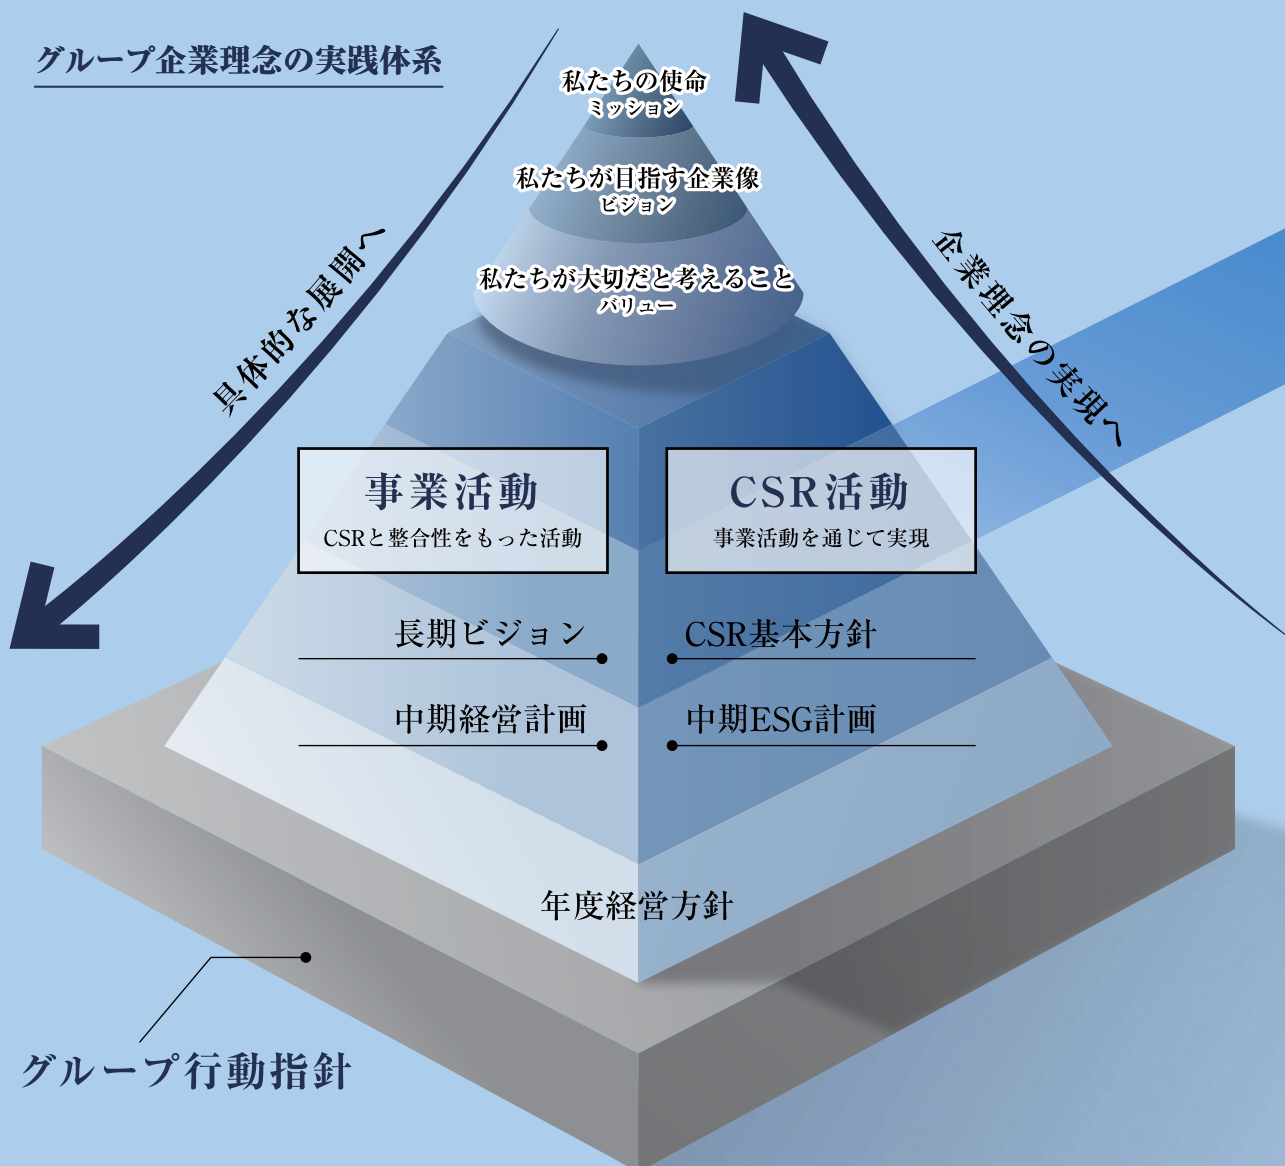 グループ企業理念の実践体系
私たちの使命
ミッション
私たちが目指す企業像
ビジョン
私たちが大切だと考えること
バリュー
具体的な展開へ
企業理念の実現へ
事業活動
CSRと整合性をもった活動
CSR活動
事業活動を通じて実現
長期ビジョン
CSR基本方針
中期経営計画
中期ESG計画
年度経営方針
グループ行動指針